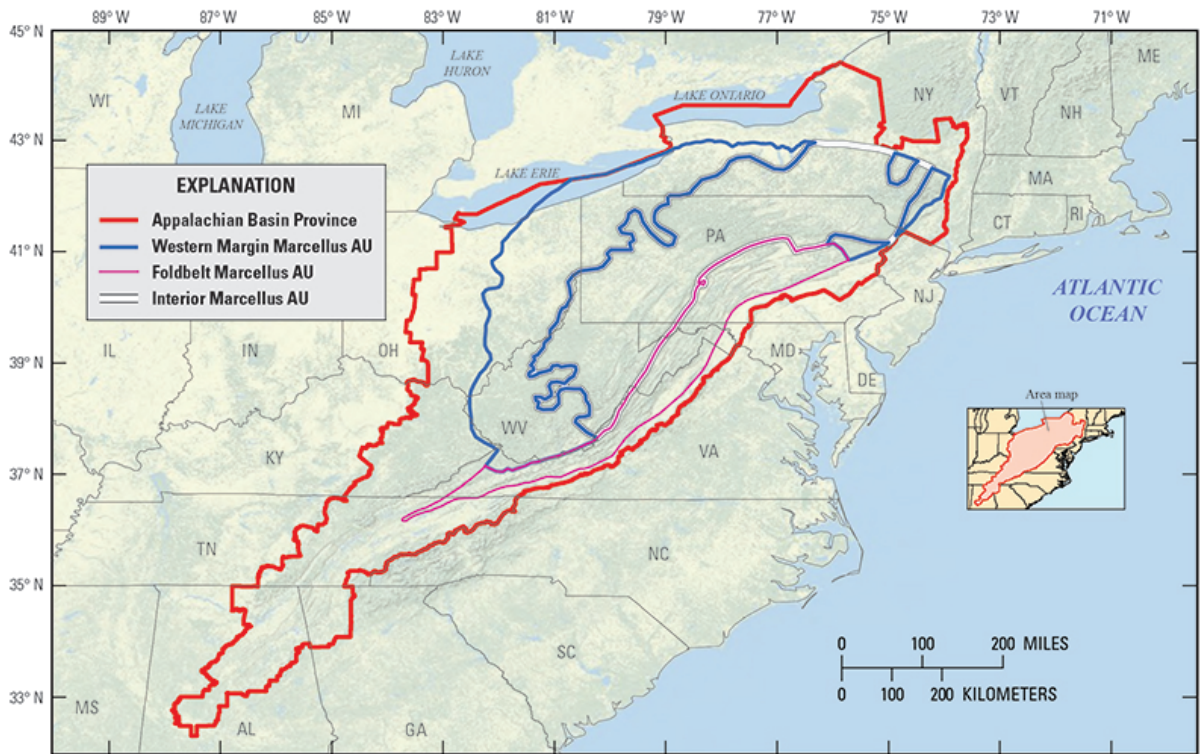 89°W 87°W 85°W 83°W 81°W 79°W 77°W 75°W 73°W 71°W
45° N
43° N
41° N
39° N
37° N
35° N
33° N
WI
LAKE
MICHIGAN
MI
LAKE
HURON
LAKE ONTARIO
LAKE ERIE
NY
VT
NH
ME
MA
CT
RI
PA
NJ
MD
DE
OH
IN
IL
WV
VA
KY
TN
NC
SC
GA
AL
MS
ATLANTIC
OCEAN
EXPLANATION
Appalachian Basin Province
Western Margin Marcellus AU
Foldbelt Marcellus AU
Interior Marcellus AU
Area map
0 100 200 MILES
0 100 200 KILOMETERS